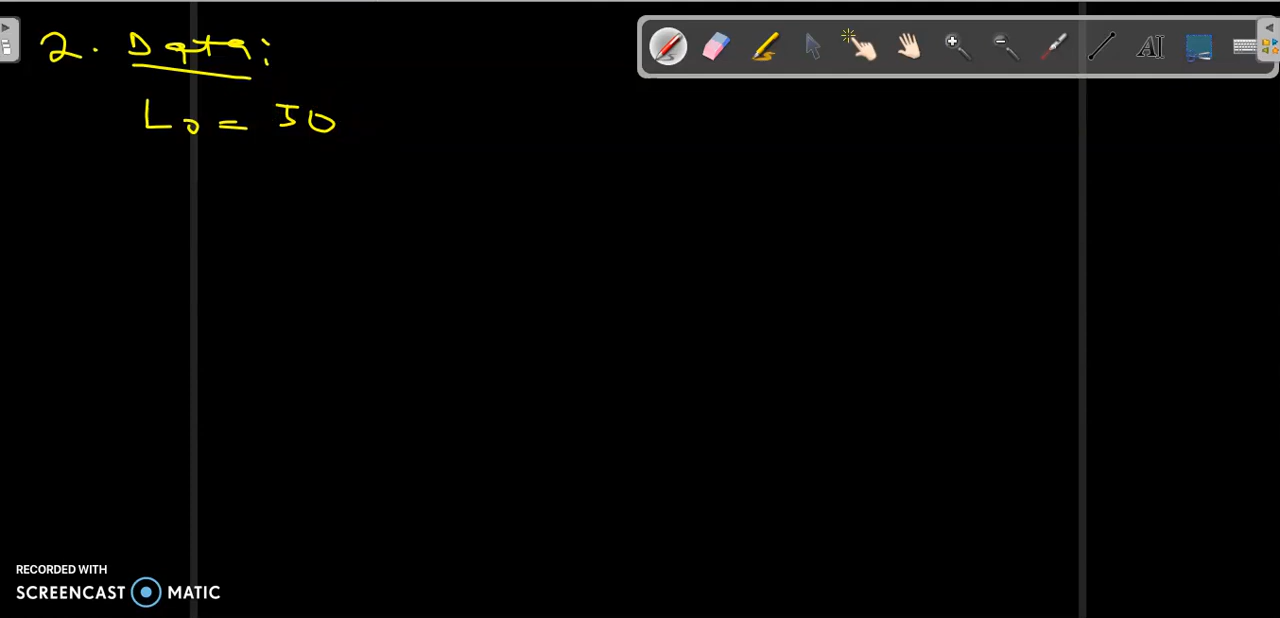 2. Data:
L0 = 50
RECORDED WITH
SCREENCAST MATIC